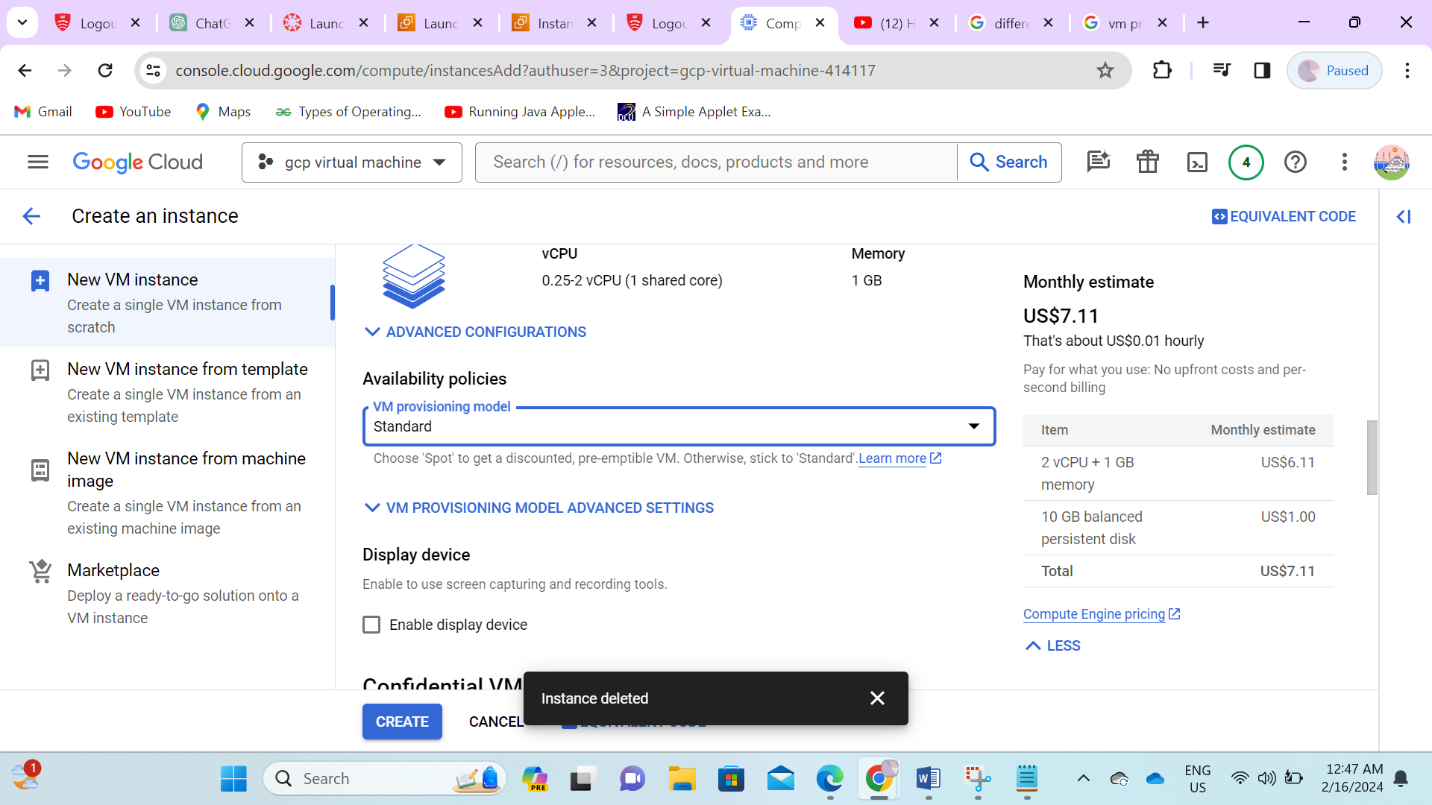 Logou
ChatG
Launc
Launc
Instan
Logou
Comp
(12) H
differe
vm pr
console.cloud.google.com/compute/instancesAdd?authuser=3&project=gcp-virtual-machine-414117
Paused
Gmail
YouTube
Maps
Types of Operating...
Running Java Apple...
A Simple Applet Exa...
Google Cloud
gcp virtual machine
Search (/) for resources, docs, products and more
Search
4
Create an instance
EQUIVALENT CODE
New VM instance
Create a single VM instance from
scratch
New VM instance from template
Create a single VM instance from an
existing template
New VM instance from machine
image
Create a single VM instance from an
existing machine image
Marketplace
Deploy a ready-to-go solution onto a
VM instance
vCPU
Memory
0.25-2 vCPU (1 shared core)
1 GB
ADVANCED CONFIGURATIONS
Availability policies
VM provisioning model
Standard
Choose 'Spot' to get a discounted, pre-emptible VM. Otherwise, stick to 'Standard'.Learn more
VM PROVISIONING MODEL ADVANCED SETTINGS
Display device
Enable to use screen capturing and recording tools.
Enable display device
Confidential VM
Instance deleted
CREATE
CANCEL
EQUIVALENT CODE
Monthly estimate
US$7.11
That's about US$0.01 hourly
Pay for what you use: No upfront costs and per-
second billing
Item Monthly estimate
2 vCPU + 1 GB US$6.11
memory
10 GB balanced US$1.00
persistent disk
Total US$7.11
Compute Engine pricing
LESS
1
Search
PRE
ENG
US
12:47 AM
2/16/2024